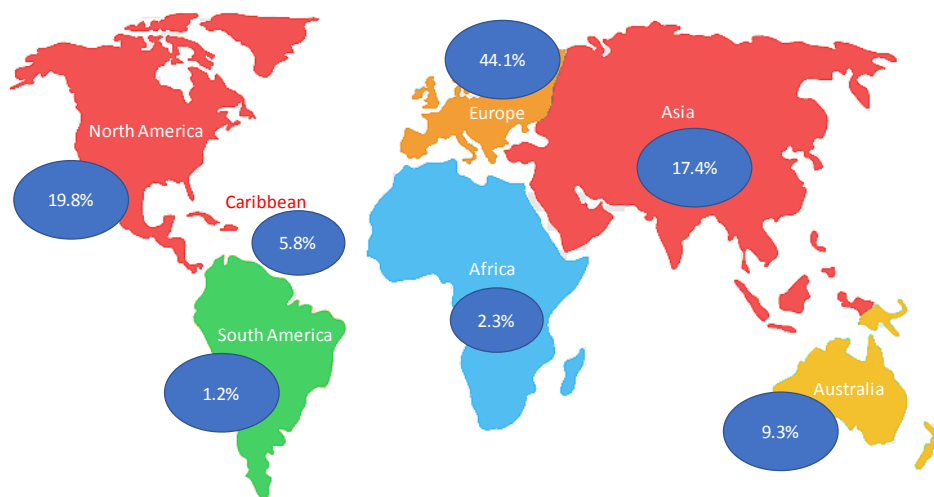 44.1%
Europe
Asia
North America
17.4%
19.8%
Caribbean
5.8%
Africa
2.3%
South America
1.2%
Australia
9.3%